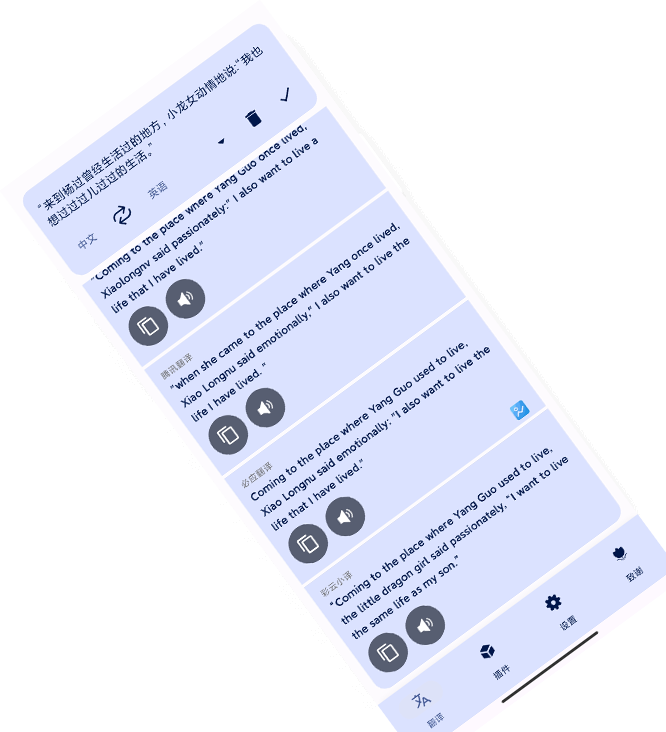 “来到杨过曾经生活过的地方，小龙女动情地说:“我也
想过过过儿过过的生活。”
中文
英语
“Coming to the place where Yang Guo once lived,
Xiaolongnv said passionately:“ I also want to live a
life that I have lived.”
腾讯翻译
"when she came to the place where Yang once lived,
Xiao Longnu said emotionally," I also want to live the
life I have lived. "
必应翻译
Coming to the place where Yang Guo used to live,
Xiao Longnu said emotionally: "I also want to live the
life that I have lived."
彩云小译
"Coming to the place where Yang Guo used to live,
the little dragon girl said passionately, "I want to live
the same life as my son."
翻译
插件
设置
致谢